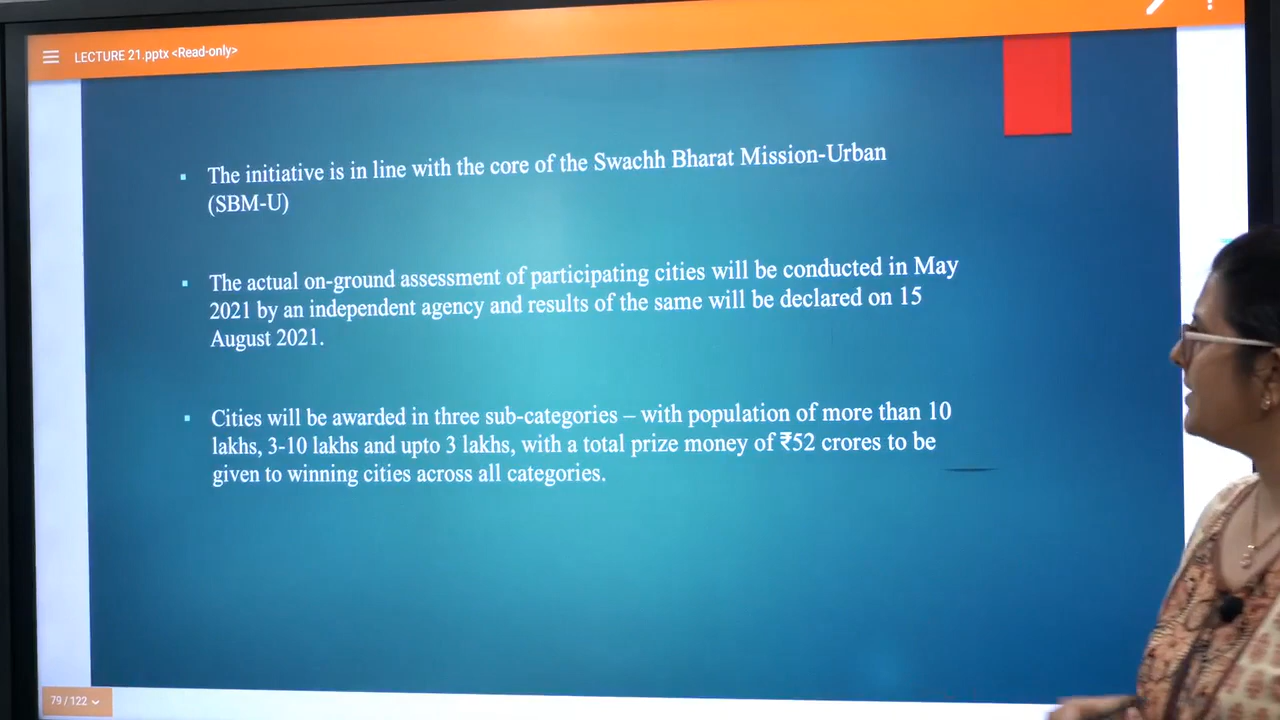 LECTURE 21.pptx <Read-only>
The initiative is in line with the core of the Swachh Bharat Mission-Urban
(SBM-U)
The actual on-ground assessment of participating cities will be conducted in May
2021 by an independent agency and results of the same will be declared on 15
August 2021.
Cities will be awarded in three sub-categories – with population of more than 10
lakhs, 3-10 lakhs and upto 3 lakhs, with a total prize money of ₹52 crores to be
given to winning cities across all categories.
79 / 122